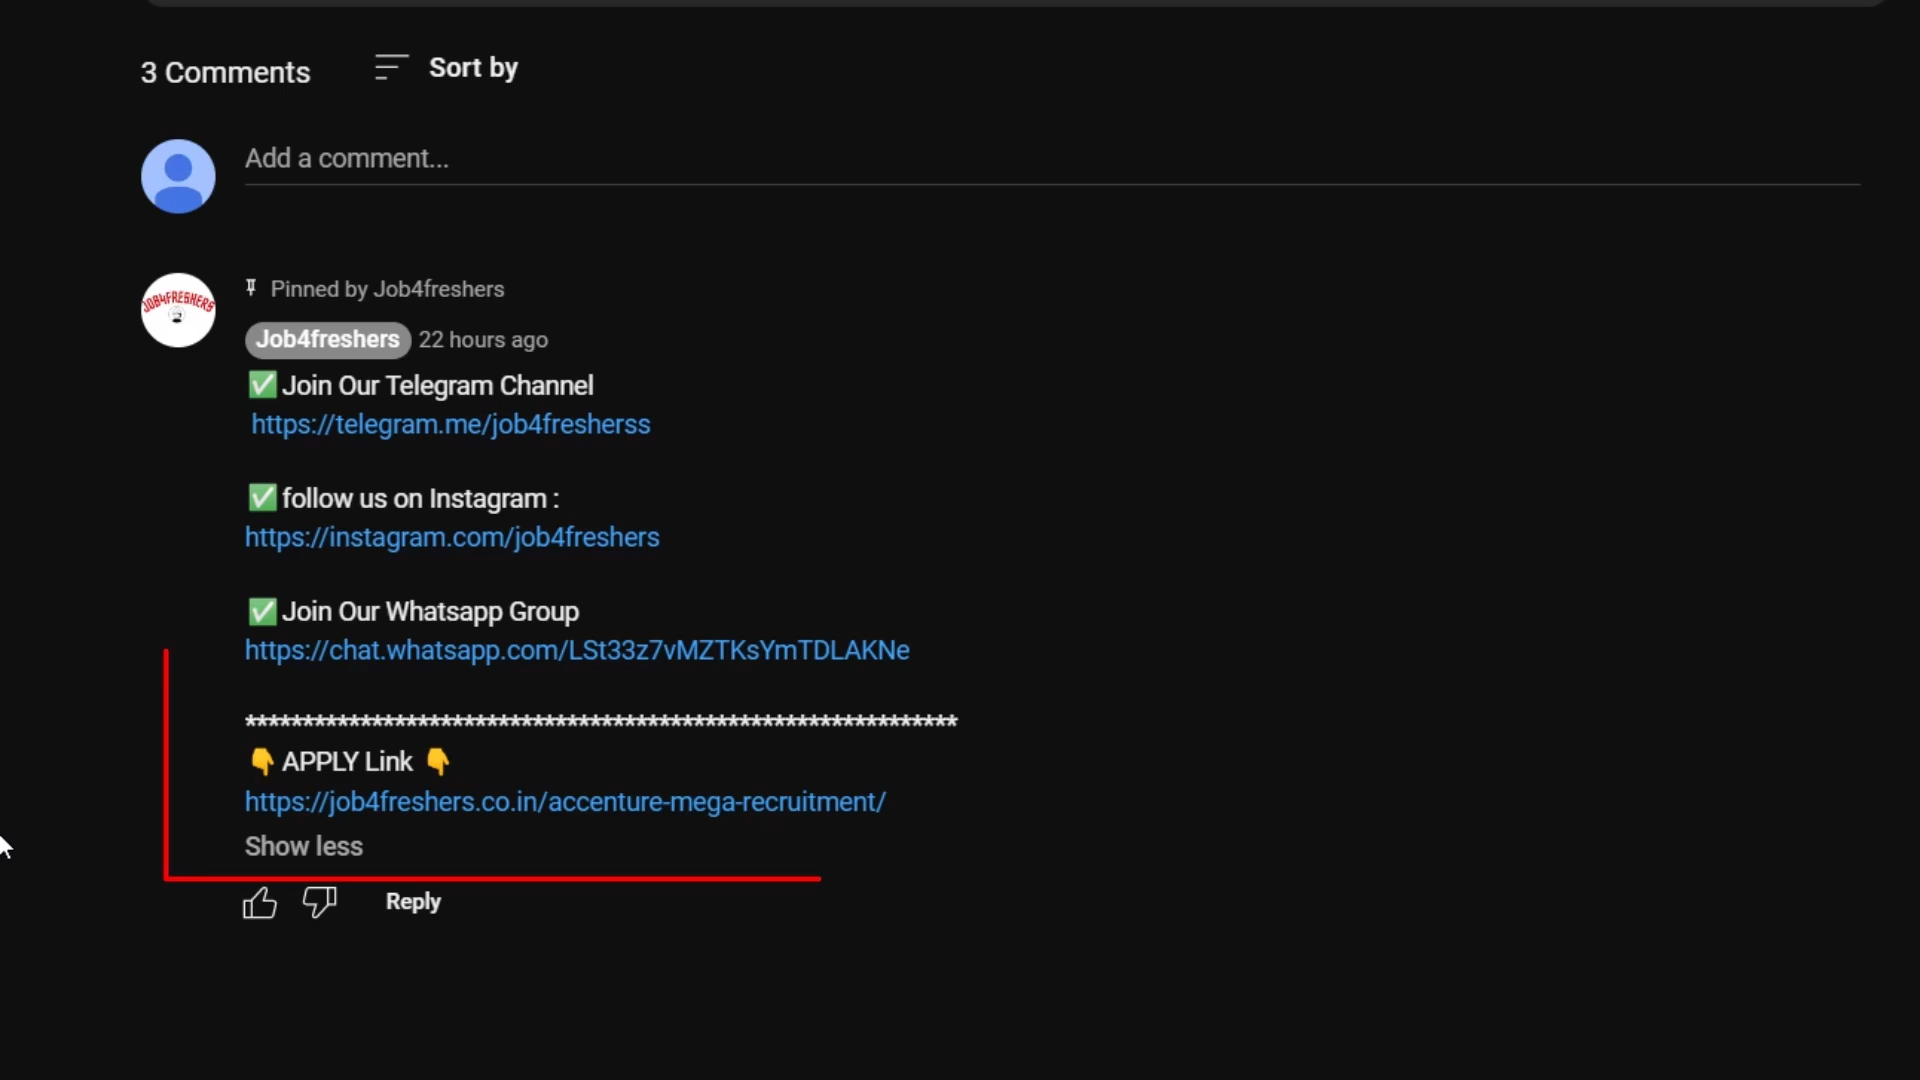 3 Comments
Sort by
Add a comment...
JOB4FRESHERS
Pinned by Job4freshers
Job4freshers 22 hours ago
✅ Join Our Telegram Channel
https://telegram.me/job4fresherss
✅ follow us on Instagram :
https://instagram.com/job4freshers
✅ Join Our Whatsapp Group
https://chat.whatsapp.com/LSt33z7vMZTKsYmTDLAKNe
**************************************************************
👇 APPLY Link 👇
https://job4freshers.co.in/accenture-mega-recruitment/
Show less
Reply